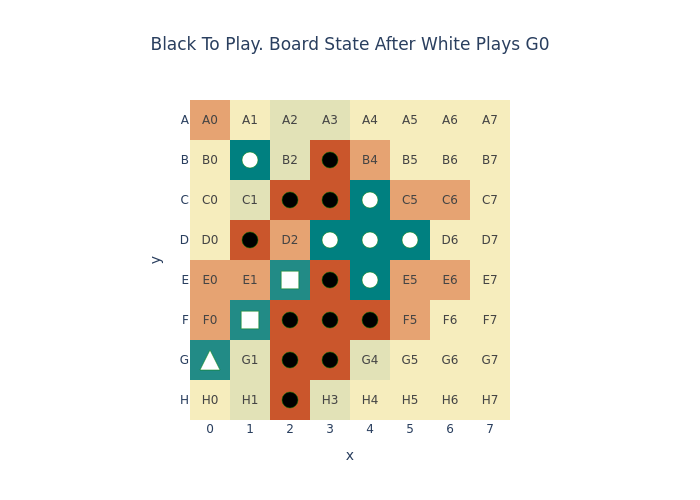 Black To Play. Board State After White Plays G0
A A0 A1 A2 A3 A4 A5 A6 A7
B B0 B2 B4 B5 B6 B7
C C0 C1 C5 C6 C7
D D0 D2 D6 D7
E E0 E1 E5 E6 E7
F F0 F5 F6 F7
G G1 G4 G5 G6 G7
H H0 H1 H3 H4 H5 H6 H7
0 1 2 3 4 5 6 7
x
y